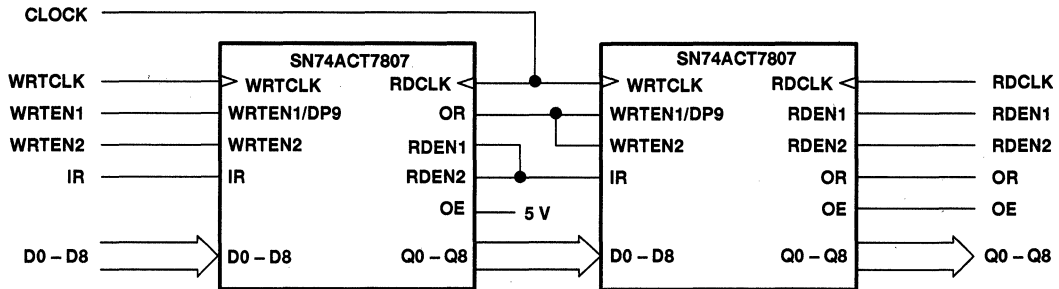 CLOCK
SN74ACT7807 SN74ACT7807
WRTCLK WRTCLK RDCLK WRTCLK RDCLK RDCLK
WRTEN1 WRTEN1/DP9 OR WRTEN1/DP9 RDEN1 RDEN1
WRTEN2 WRTEN2 RDEN1 WRTEN2 RDEN2 RDEN2
IR IR RDEN2 IR OR OR
OE 5 V OE OE
D0 – D8 D0 – D8 Q0 – Q8 D0 – D8 Q0 – Q8 Q0 – Q8